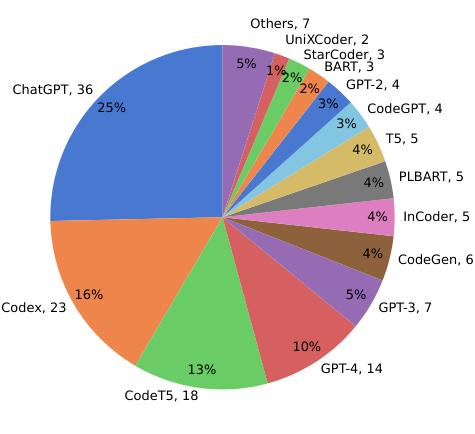 Others, 7
UniXCoder, 2
StarCoder, 3
BART, 3
GPT-2, 4
CodeGPT, 4
T5, 5
PLBART, 5
InCoder, 5
CodeGen, 6
GPT-3, 7
GPT-4, 14
CodeT5, 18
Codex, 23
ChatGPT, 36
5%
1%
2%
2%
3%
3%
4%
4%
4%
4%
5%
10%
13%
16%
25%